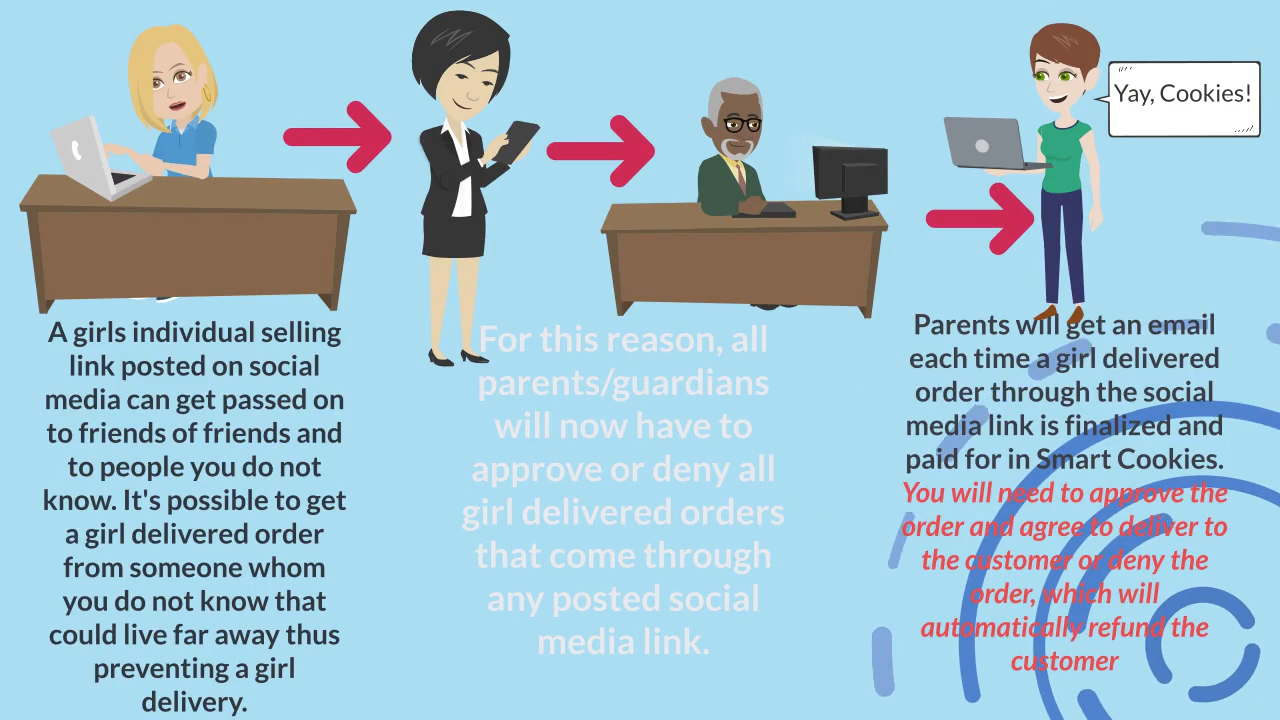 Yay, Cookies!
A girls individual selling
link posted on social
media can get passed on
to friends of friends and
to people you do not
know. It's possible to get
a girl delivered order
from someone whom
you do not know that
could live far away thus
preventing a girl
delivery.
For this reason, all
parents/guardians
will now have to
approve or deny all
girl delivered orders
that come through
any posted social
media link.
Parents will get an email
each time a girl delivered
order through the social
media link is finalized and
paid for in Smart Cookies.
You will need to approve the
order and agree to deliver to
the customer or deny the
order, which will
automatically refund the
customer